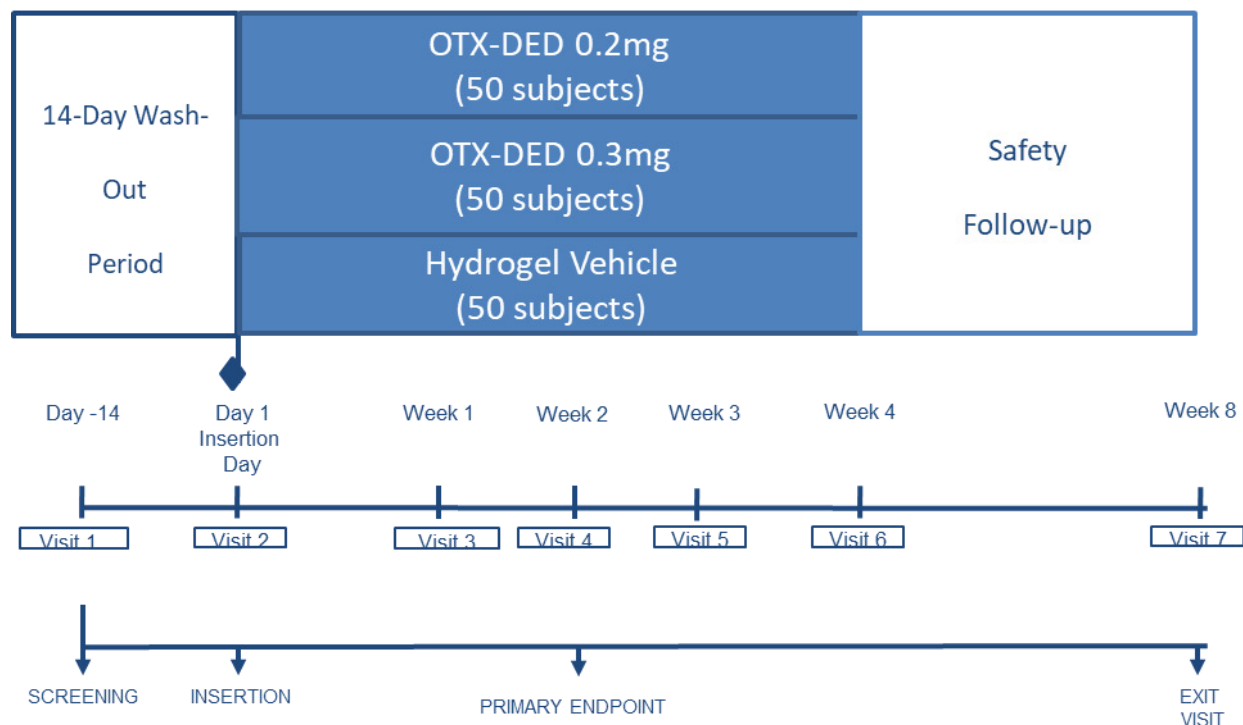 14-Day Wash-
Out
Period
OTX-DED 0.2mg
(50 subjects)
OTX-DED 0.3mg
(50 subjects)
Hydrogel Vehicle
(50 subjects)
Safety
Follow-up
Day -14
Day 1
Insertion
Day
Week 1
Week 2
Week 3
Week 4
Week 8
Visit 1
Visit 2
Visit 3
Visit 4
Visit 5
Visit 6
Visit 7
SCREENING
INSERTION
PRIMARY ENDPOINT
EXIT
VISIT